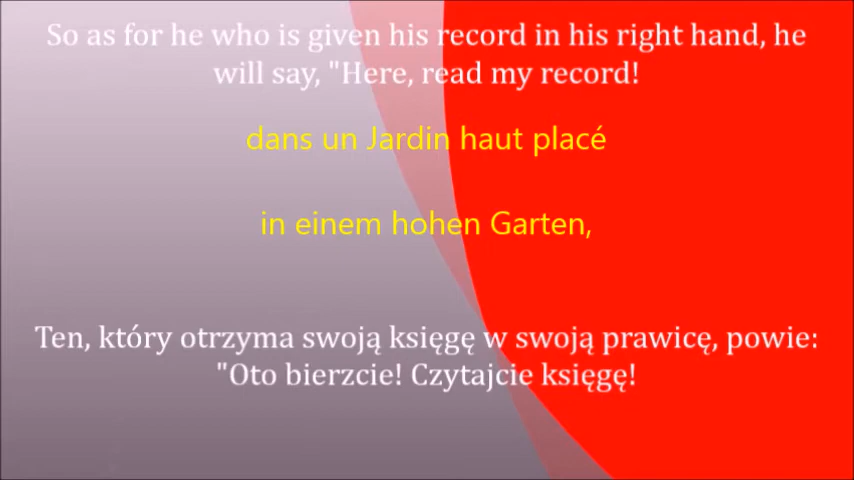 So as for he who is given his record in his right hand, he
will say, "Here, read my record!
dans un Jardin haut placé
in einem hohen Garten,
Ten, który otrzyma swoją księgę w swoją prawicę, powie:
"Oto bierzcie! Czytajcie księgę!